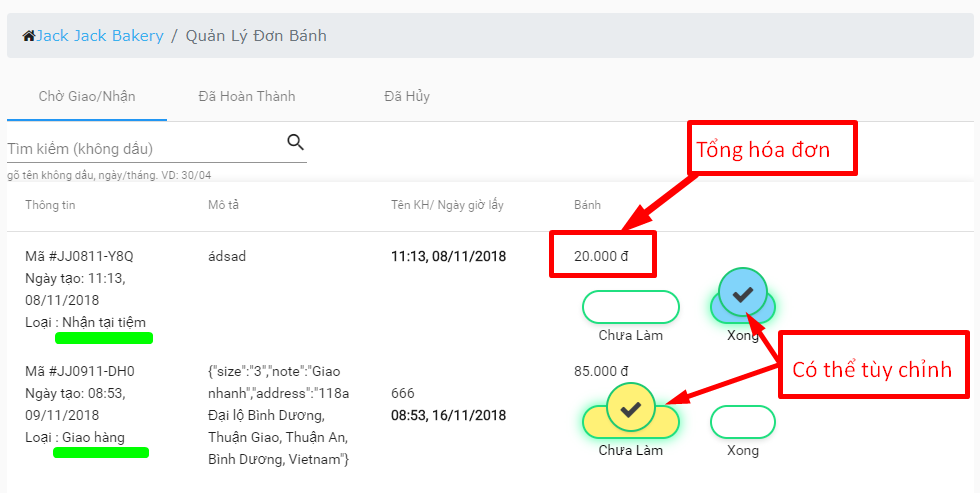 Jack Jack Bakery / Quản Lý Đơn Bánh
Chờ Giao/Nhận Đã Hoàn Thành Đã Hủy
Tìm kiếm (không dấu)
gõ tên không dấu, ngày/tháng. VD: 30/04
Tổng hóa đơn
Thông tin Mô tả Tên KH/ Ngày giờ lấy Bánh
Mã #JJ0811-Y8Q ádsad 11:13, 08/11/2018 20.000 đ
Ngày tạo: 11:13,
08/11/2018
Loại : Nhận tại tiệm
Chưa Làm Xong
Có thể tùy chỉnh
Mã #JJ0911-DH0
Ngày tạo: 08:53,
09/11/2018
Loại : Giao hàng
{"size":"3","note":"Giao
nhanh","address":"118a
Đại lộ Bình Dương,
Thuận Giao, Thuận An,
Bình Dương, Vietnam"}
666
08:53, 16/11/2018
85.000 đ
Chưa Làm Xong